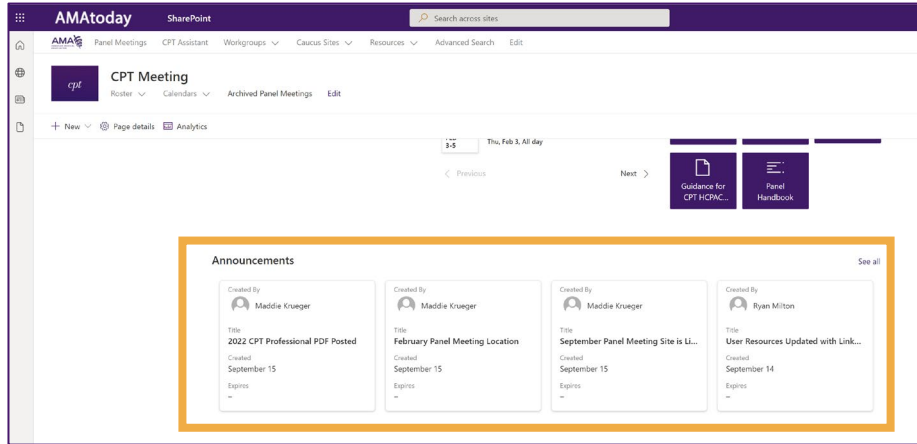 AMAtoday SharePoint Search across sites
AMA Panel Meetings CPT Assistant Workgroups Caucus Sites Resources Advanced Search Edit
cpt CPT Meeting
Roster Calendars Archived Panel Meetings Edit
+ New Page details Analytics
3-5 Thu, Feb 3, All day
< Previous Next >
Guidance for CPT HCPAC...
Panel Handbook
Announcements See all
Created By Created By Created By Created By
Maddie Krueger Maddie Krueger Maddie Krueger Ryan Milton
Title Title Title Title
2022 CPT Professional PDF Posted February Panel Meeting Location September Panel Meeting Site is Li... User Resources Updated with Link...
Created Created Created Created
September 15 September 15 September 15 September 14
Expires Expires Expires Expires
– – – –